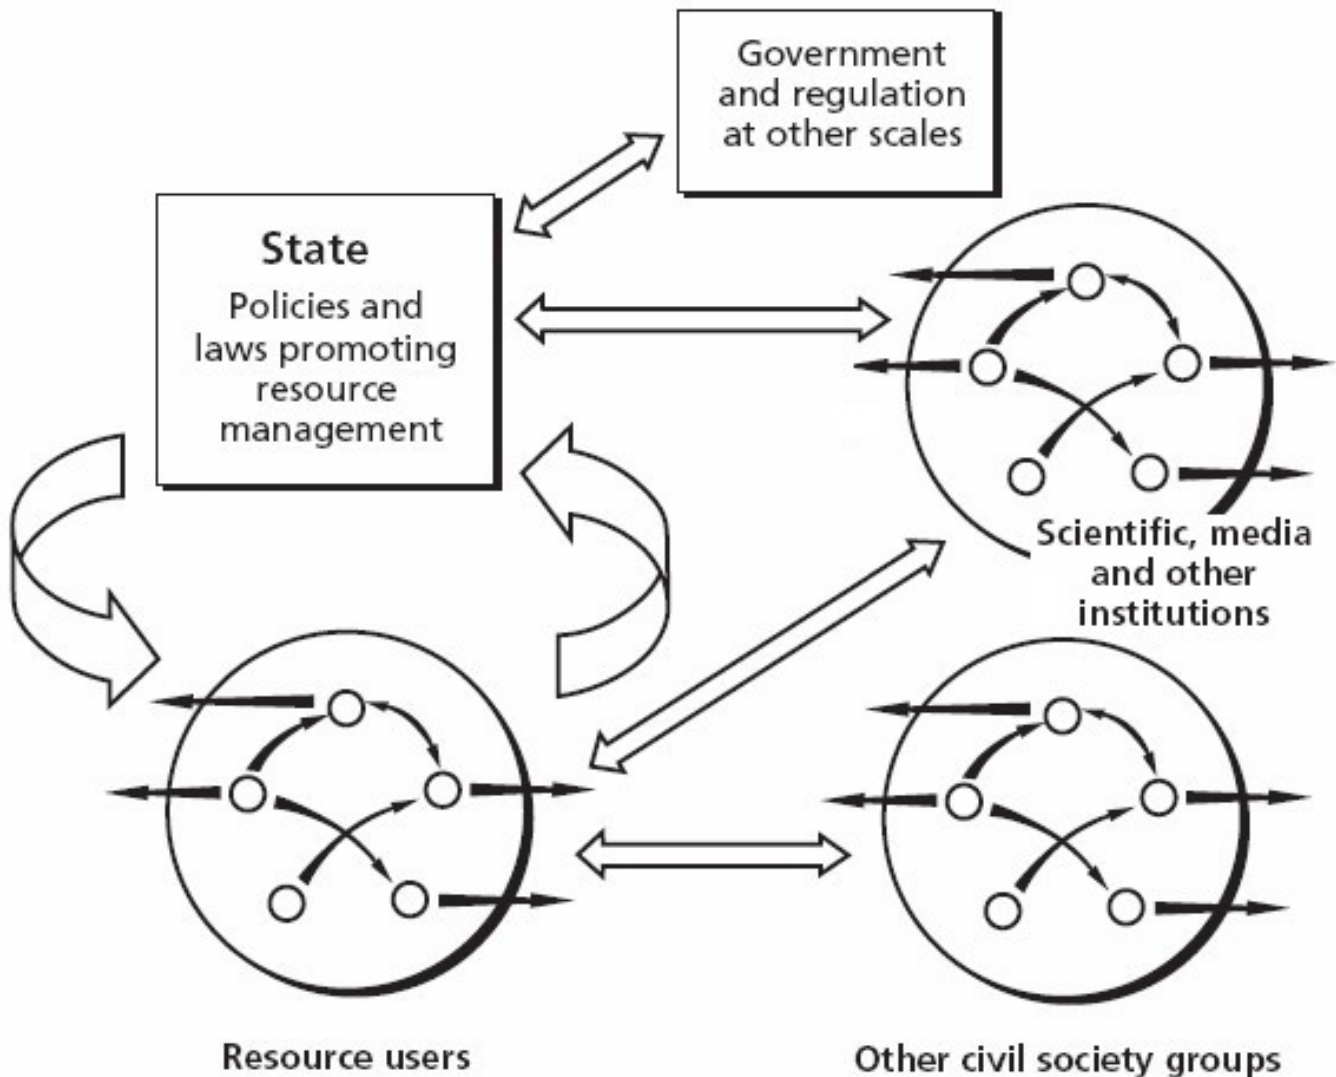 Government
and regulation
at other scales
State
Policies and
laws promoting
resource
management
Scientific, media
and other
institutions
Resource users
Other civil society groups